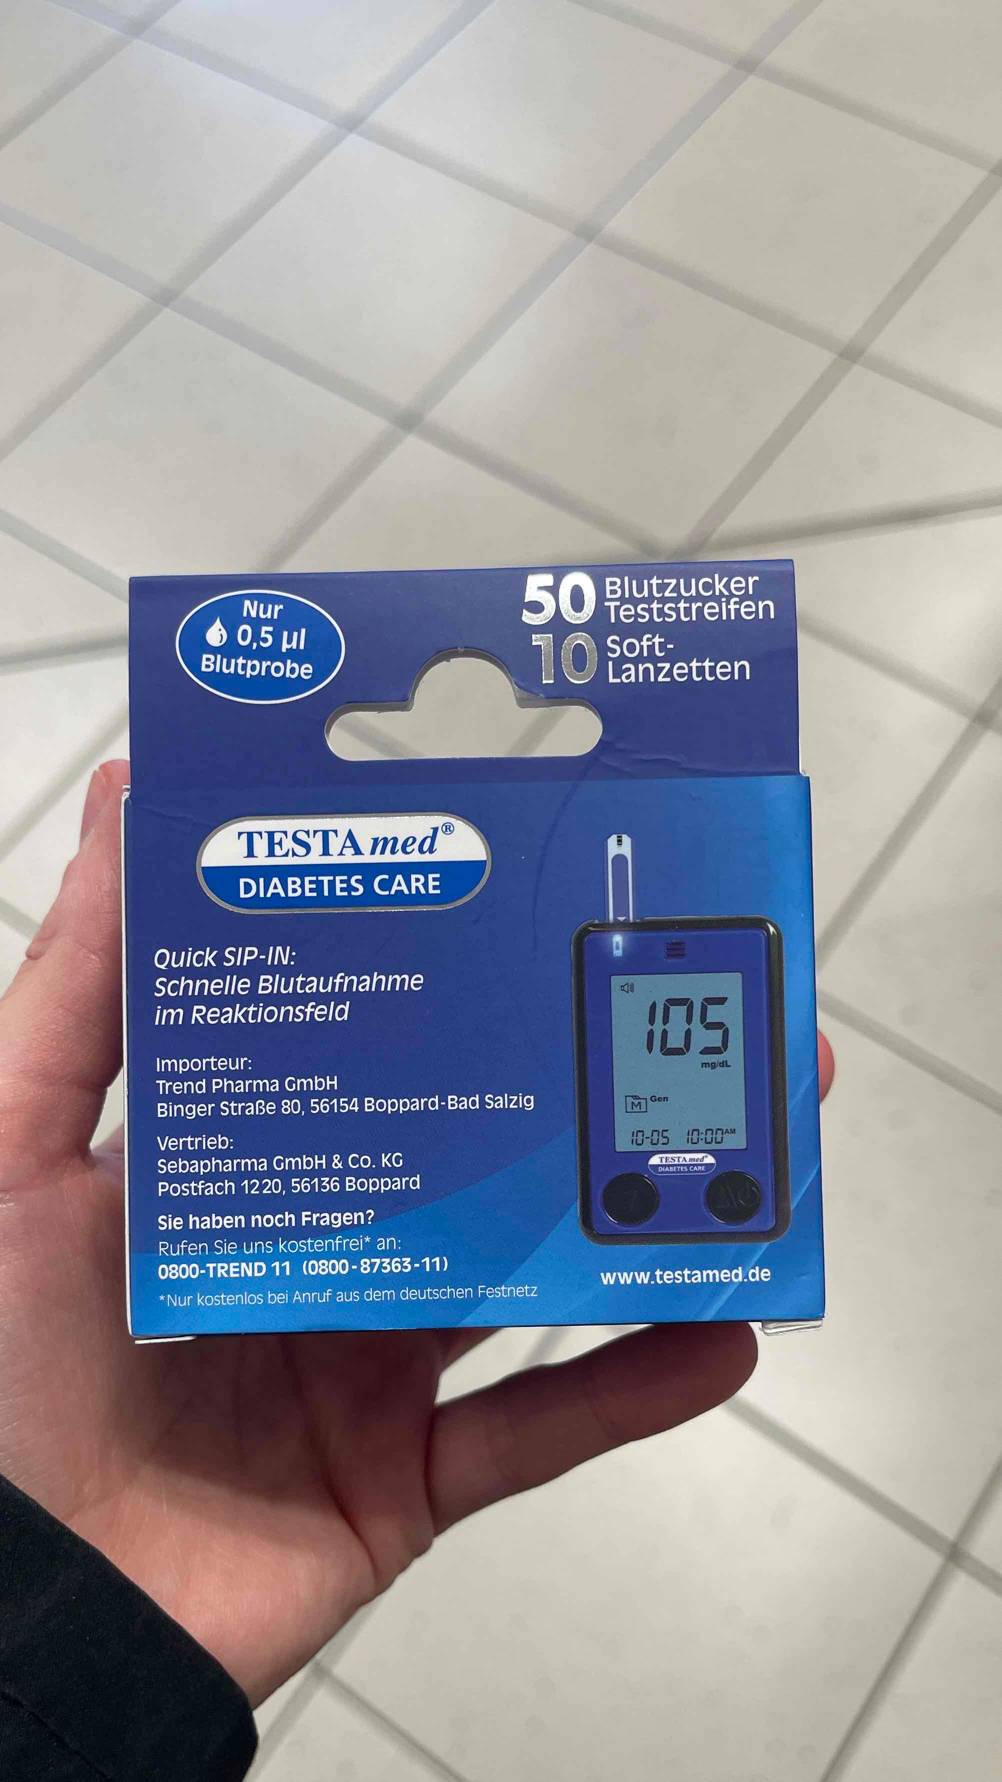 Nur
0,5 µl
Blutprobe
50 Blutzucker
Teststreifen
10 Soft-
Lanzetten
TESTAmed®
DIABETES CARE
Quick SIP-IN:
Schnelle Blutaufnahme
im Reaktionsfeld
Importeur:
Trend Pharma GmbH
Binger Straße 80, 56154 Boppard-Bad Salzig
Vertrieb:
Sebapharma GmbH & Co. KG
Postfach 1220, 56136 Boppard
Sie haben noch Fragen?
Rufen Sie uns kostenfrei* an:
0800-TREND 11 (0800-87363-11)
*Nur kostenlos bei Anruf aus dem deutschen Festnetz
105
mg/dL
M Gen
10-05 10:00AM
TESTAmed®
DIABETES CARE
www.testamed.de